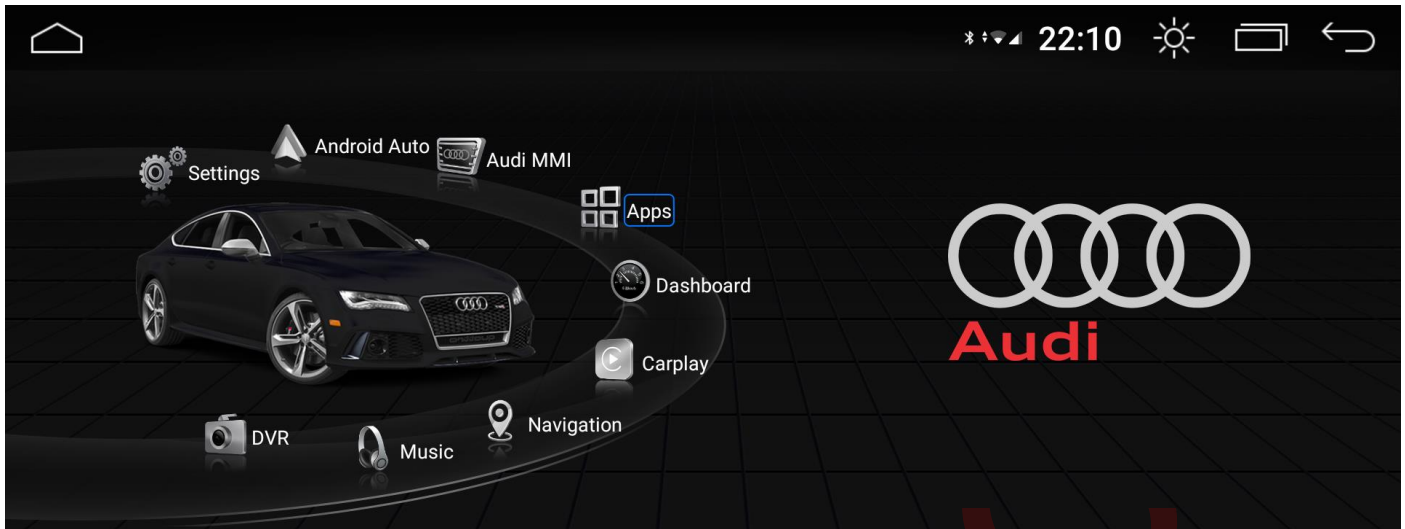 22:10
Android Auto
Audi MMI
Settings
Apps
Dashboard
Audi
Carplay
Navigation
DVR
Music